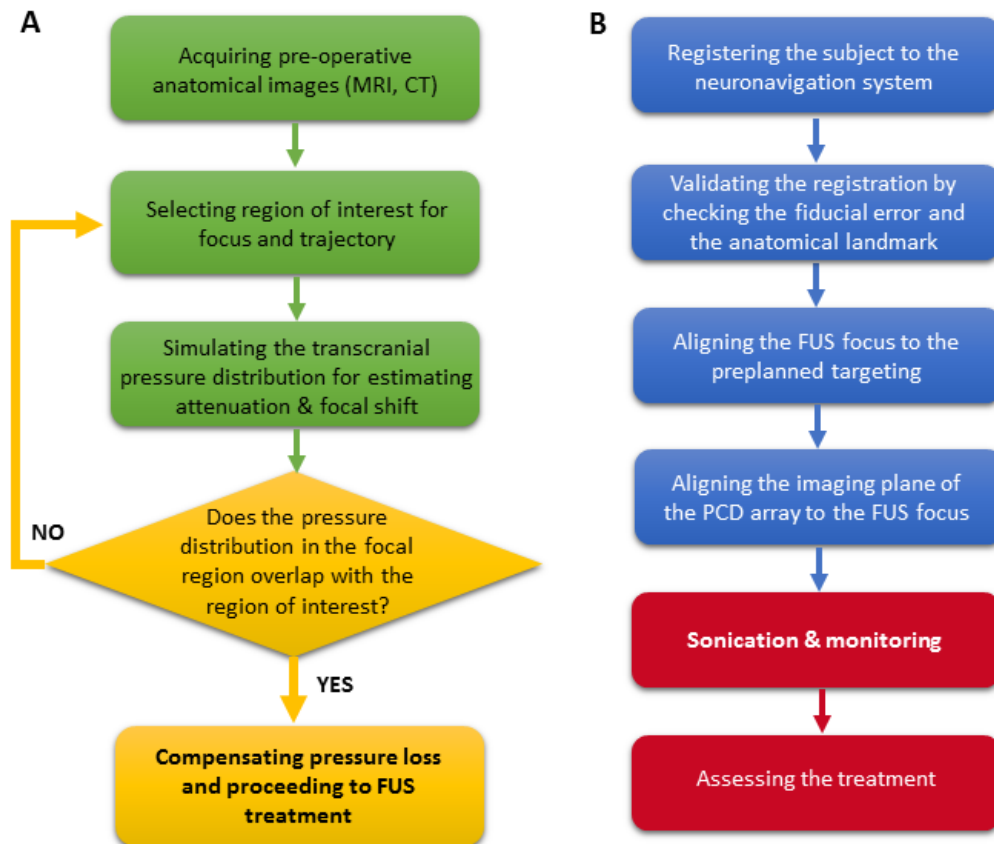 A
Acquiring pre-operative
anatomical images (MRI, CT)
Selecting region of interest for
focus and trajectory
Simulating the transcranial
pressure distribution for estimating
attenuation & focal shift
Does the pressure
distribution in the focal
region overlap with the
region of interest?
NO
YES
Compensating pressure loss
and proceeding to FUS
treatment
B
Registering the subject to the
neuronavigation system
Validating the registration by
checking the fiducial error and
the anatomical landmark
Aligning the FUS focus to the
preplanned targeting
Aligning the imaging plane of
the PCD array to the FUS focus
Sonication & monitoring
Assessing the treatment